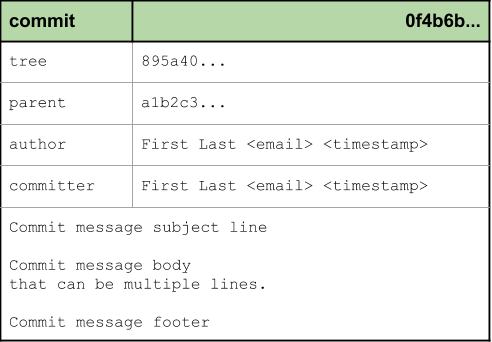 commit 0f4b6b...
tree 895a40...
parent a1b2c3...
author First Last <email> <timestamp>
committer First Last <email> <timestamp>
Commit message subject line
Commit message body
that can be multiple lines.
Commit message footer